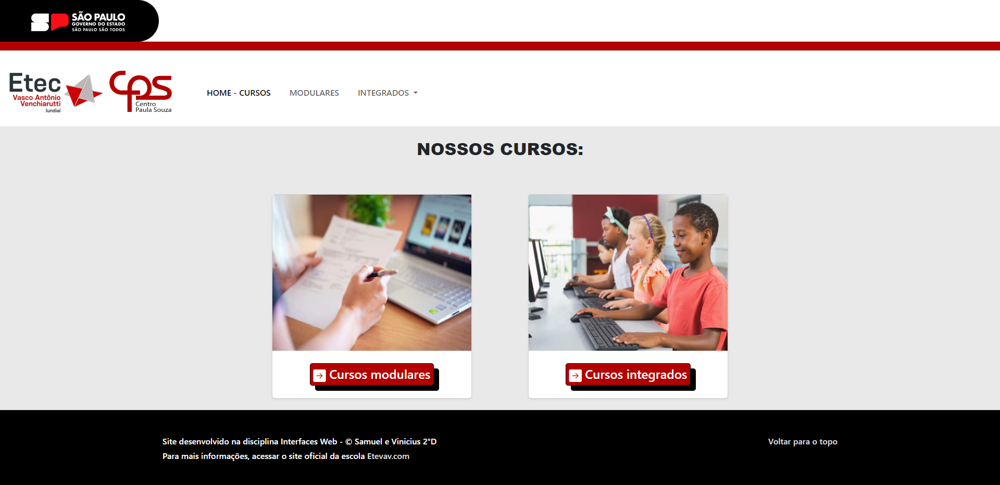 SÃO PAULO
GOVERNO DO ESTADO
SÃO PAULO SÃO TODOS
Etec
Vasco Antônio
Venchiarutti
Jundiaí
cps
Centro
Paula Souza
HOME - CURSOS
MODULARES
INTEGRADOS
NOSSOS CURSOS:
Cursos modulares
Cursos integrados
Site desenvolvido na disciplina Interfaces Web - © Samuel e Vinicius 2°D
Voltar para o topo
Para mais informações, acessar o site oficial da escola Etevav.com